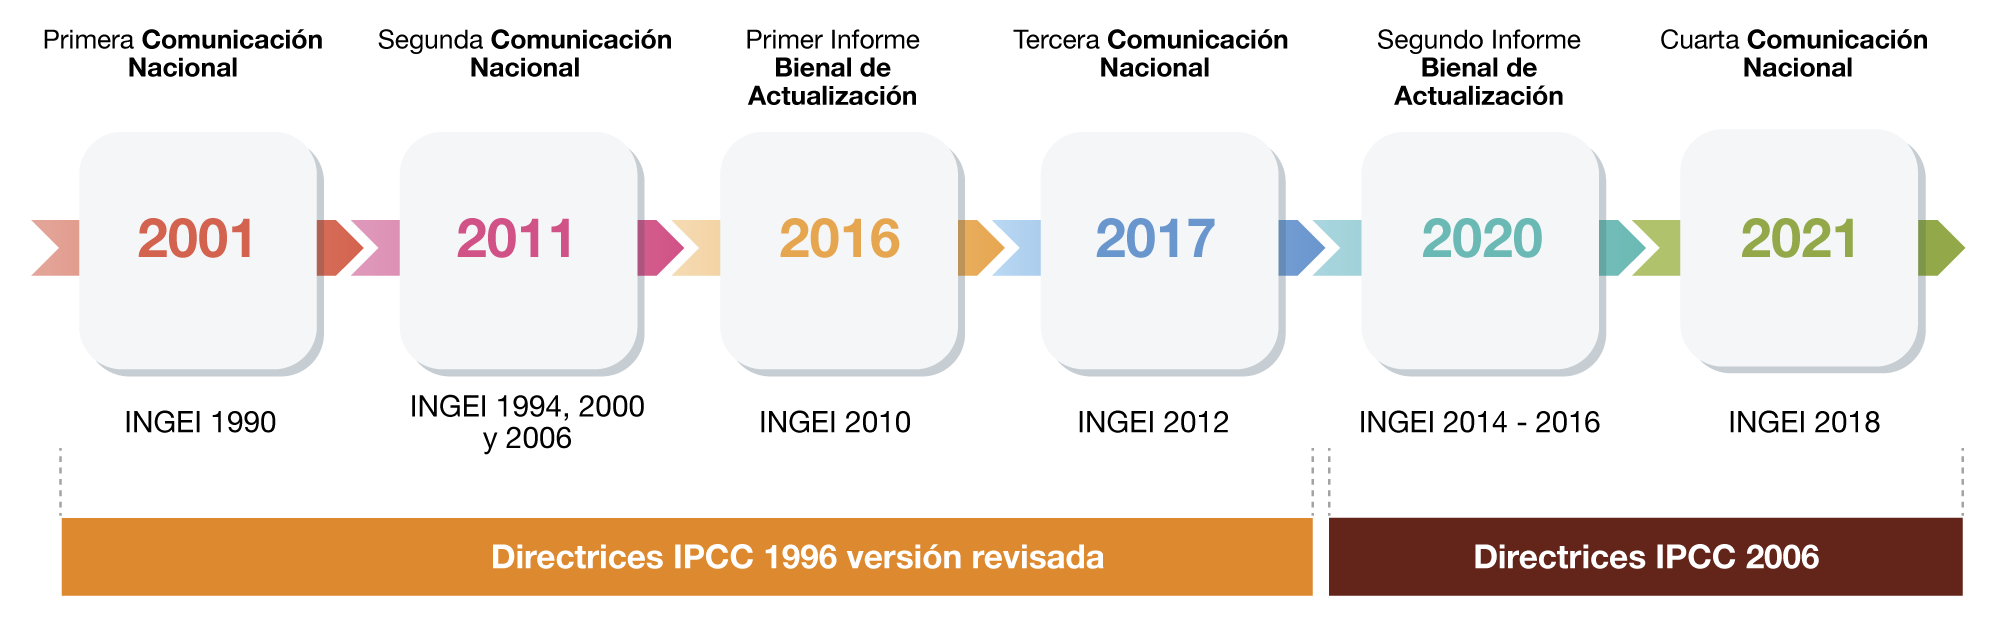 Primera Comunicación
Nacional
Segunda Comunicación
Nacional
Primer Informe
Bienal de
Actualización
Tercera Comunicación
Nacional
Segundo Informe
Bienal de
Actualización
Cuarta Comunicación
Nacional
2001
2011
2016
2017
2020
2021
INGEI 1990
INGEI 1994, 2000
y 2006
INGEI 2010
INGEI 2012
INGEI 2014 - 2016
INGEI 2018
Directrices IPCC 1996 versión revisada
Directrices IPCC 2006